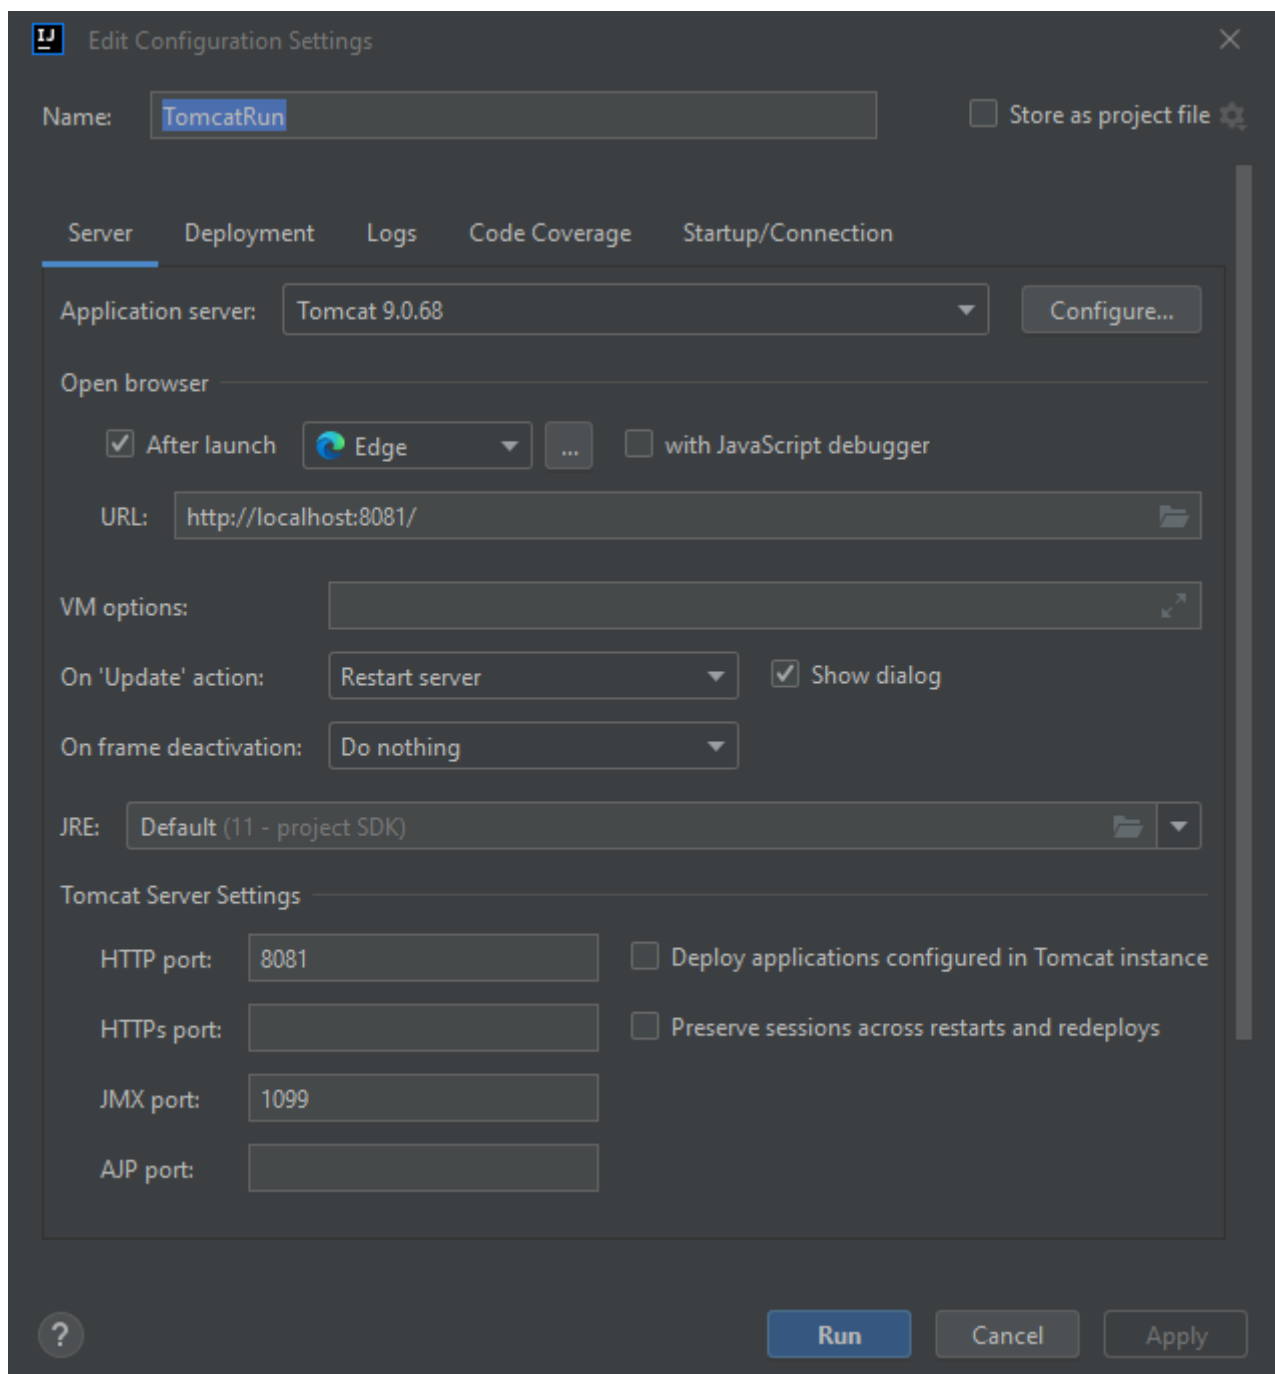 IJ Edit Configuration Settings
Name: TomcatRun Store as project file
Server Deployment Logs Code Coverage Startup/Connection
Application server: Tomcat 9.0.68 Configure...
Open browser
After launch Edge ... with JavaScript debugger
URL: http://localhost:8081/
VM options:
On 'Update' action: Restart server Show dialog
On frame deactivation: Do nothing
JRE: Default (11 - project SDK)
Tomcat Server Settings
HTTP port: 8081 Deploy applications configured in Tomcat instance
HTTPs port: Preserve sessions across restarts and redeploys
JMX port: 1099
AJP port:
? Run Cancel Apply